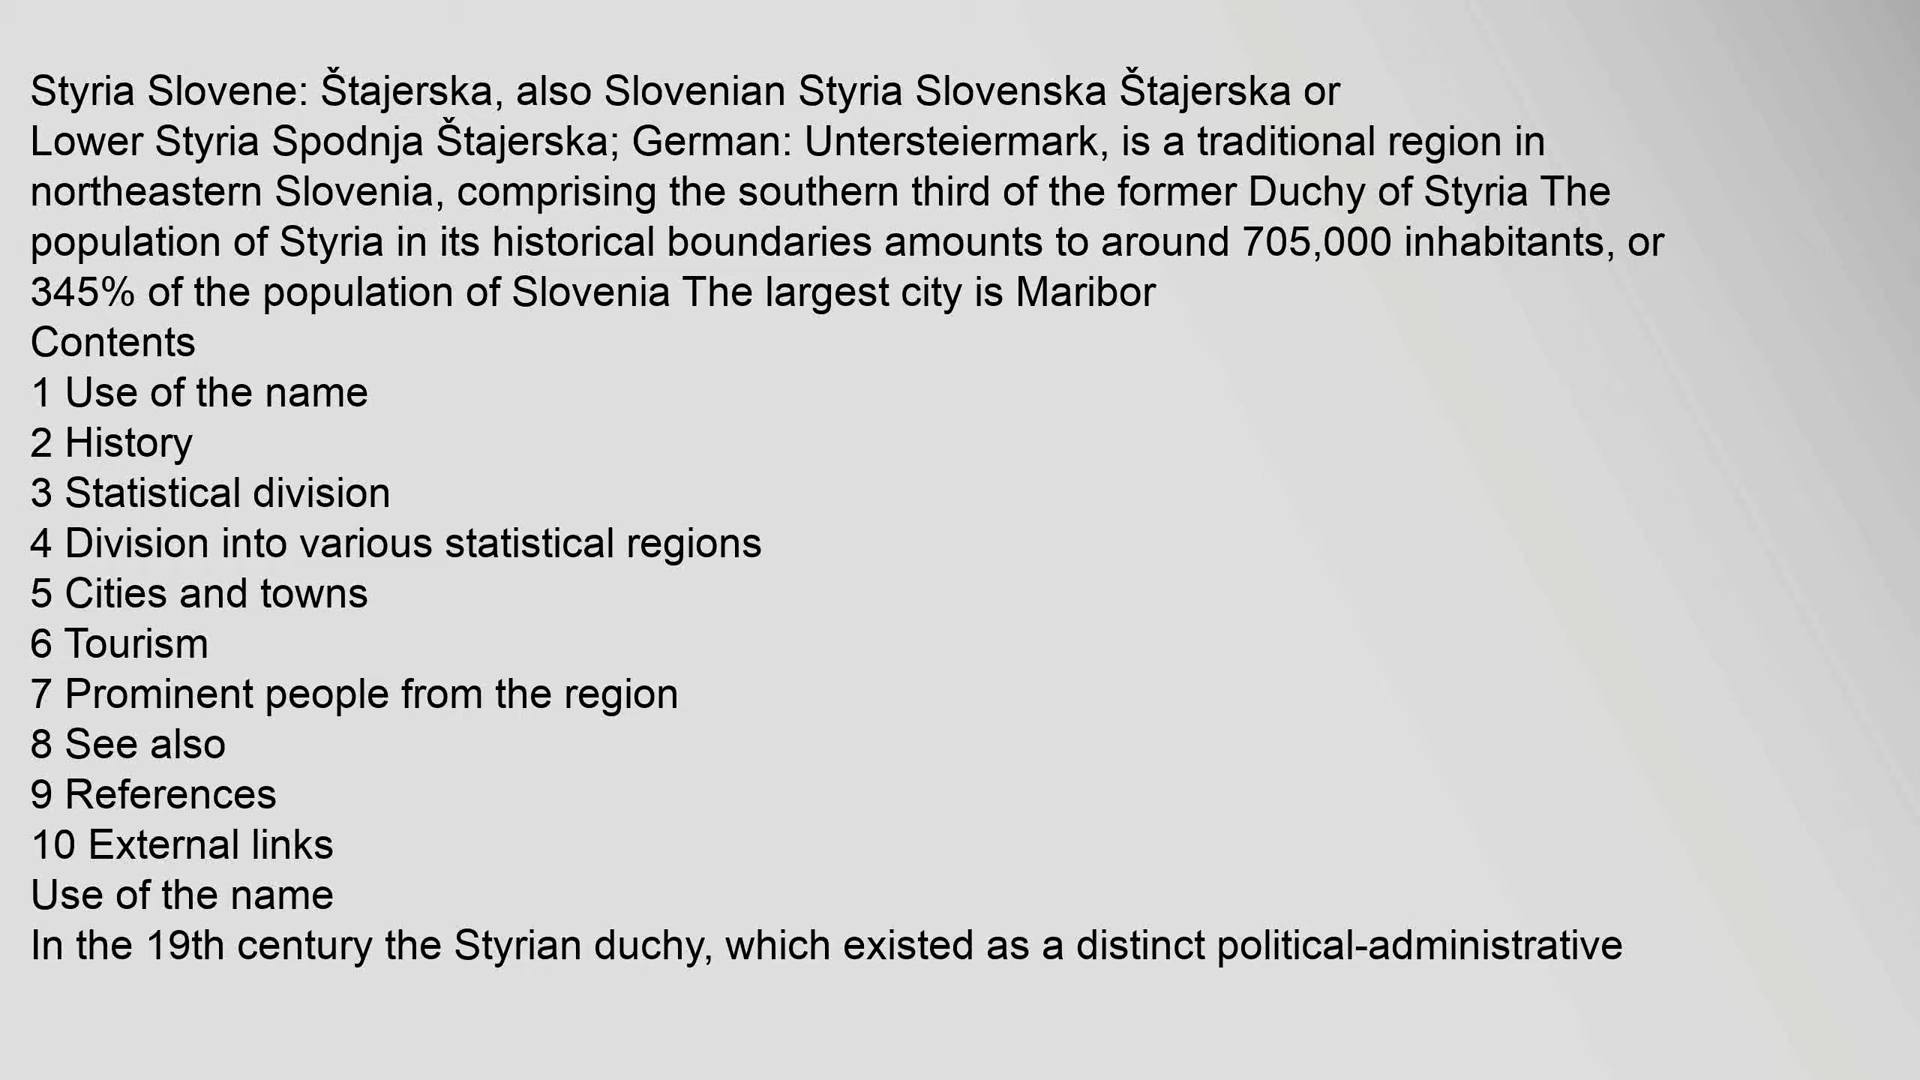 Styria Slovene: Štajerska, also Slovenian Styria Slovenska Štajerska or
Lower Styria Spodnja Štajerska; German: Untersteiermark, is a traditional region in
northeastern Slovenia, comprising the southern third of the former Duchy of Styria The
population of Styria in its historical boundaries amounts to around 705,000 inhabitants, or
345% of the population of Slovenia The largest city is Maribor
Contents
1 Use of the name
2 History
3 Statistical division
4 Division into various statistical regions
5 Cities and towns
6 Tourism
7 Prominent people from the region
8 See also
9 References
10 External links
Use of the name
In the 19th century the Styrian duchy, which existed as a distinct political-administrative